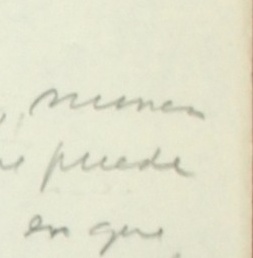 , nunca
puede
en que